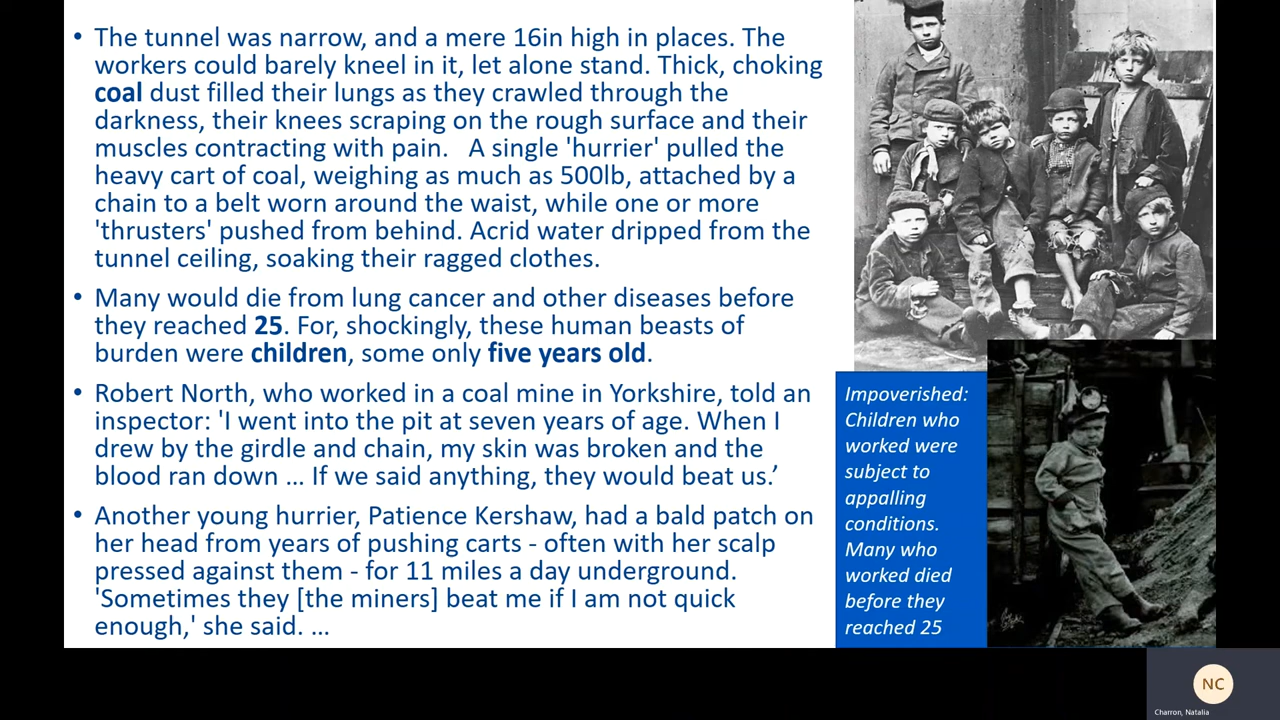 • The tunnel was narrow, and a mere 16in high in places. The
workers could barely kneel in it, let alone stand. Thick, choking
coal dust filled their lungs as they crawled through the
darkness, their knees scraping on the rough surface and their
muscles contracting with pain.   A single 'hurrier' pulled the
heavy cart of coal, weighing as much as 500lb, attached by a
chain to a belt worn around the waist, while one or more
'thrusters' pushed from behind. Acrid water dripped from the
tunnel ceiling, soaking their ragged clothes.
• Many would die from lung cancer and other diseases before
they reached 25. For, shockingly, these human beasts of
burden were children, some only five years old.
• Robert North, who worked in a coal mine in Yorkshire, told an
inspector: 'I went into the pit at seven years of age. When I
drew by the girdle and chain, my skin was broken and the
blood ran down ... If we said anything, they would beat us.’
• Another young hurrier, Patience Kershaw, had a bald patch on
her head from years of pushing carts - often with her scalp
pressed against them - for 11 miles a day underground.
'Sometimes they [the miners] beat me if I am not quick
enough,' she said. ...
Impoverished:
Children who
worked were
subject to
appalling
conditions.
Many who
worked died
before they
reached 25
NC
Charron, Natalia